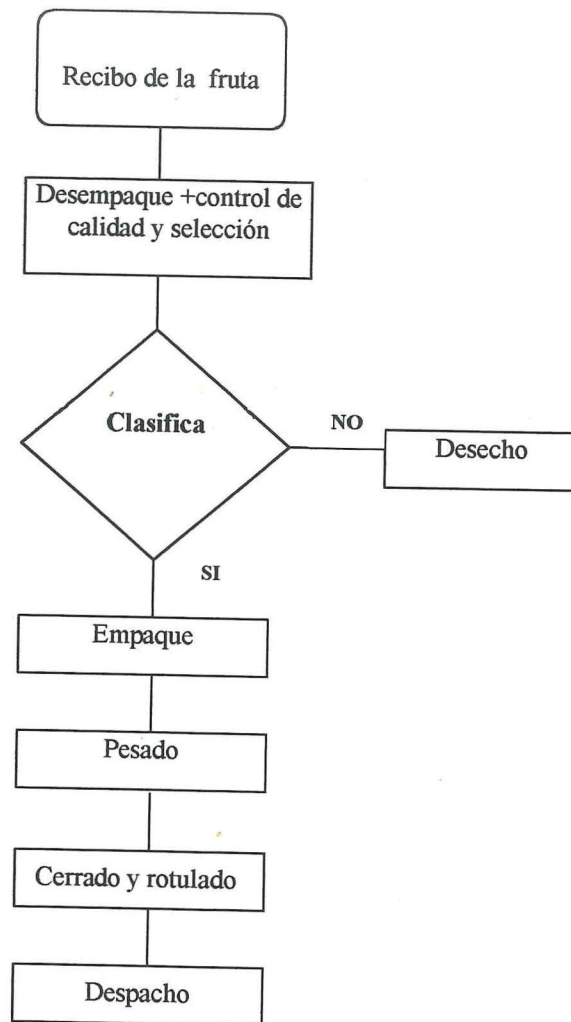 Recibo de la fruta
Desempaque +control de
calidad y selección
Clasifica
NO
Desecho
SI
Empaque
Pesado
Cerrado y rotulado
Despacho